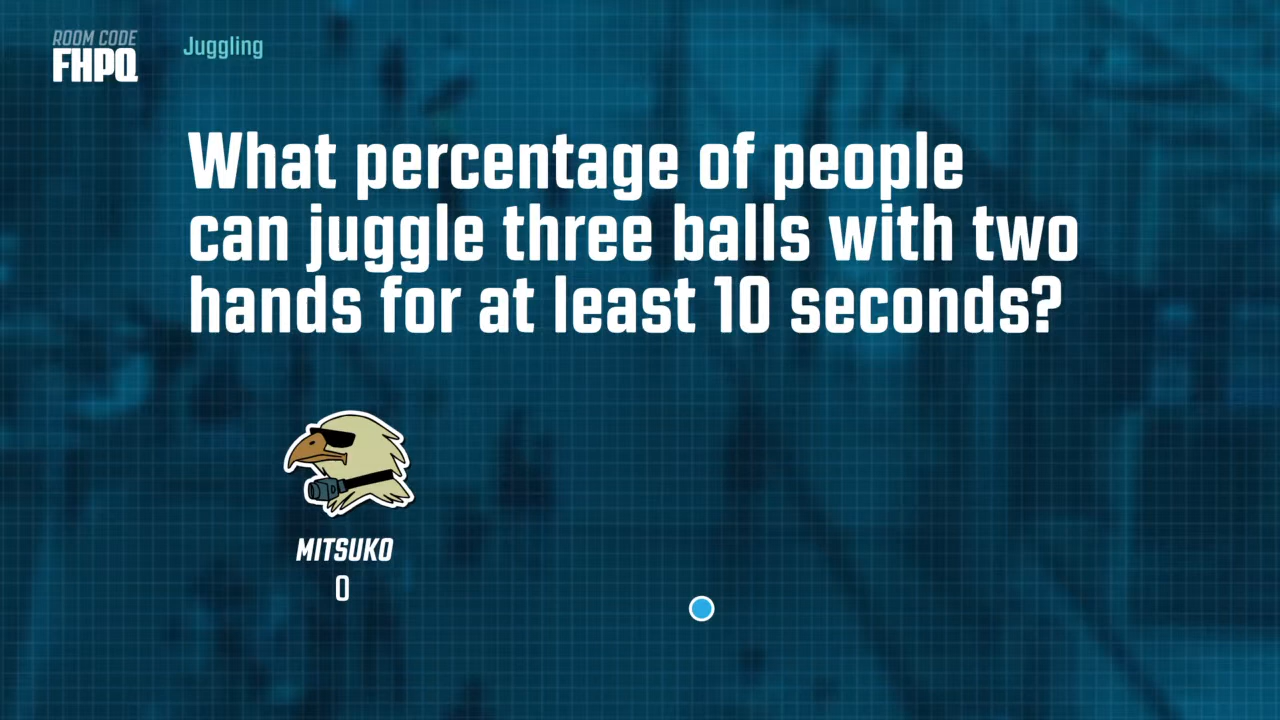 ROOM CODE
FHPQ
Juggling
What percentage of people
can juggle three balls with two
hands for at least 10 seconds?
MITSUKO
0